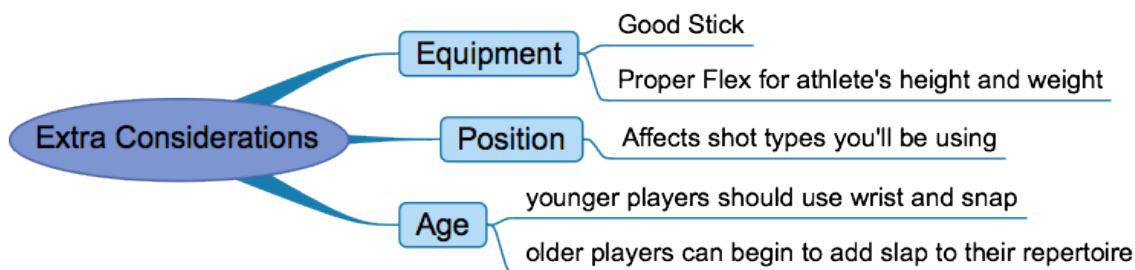 Extra Considerations
Equipment
Good Stick
Proper Flex for athlete's height and weight
Position
Affects shot types you'll be using
Age
younger players should use wrist and snap
older players can begin to add slap to their repertoire